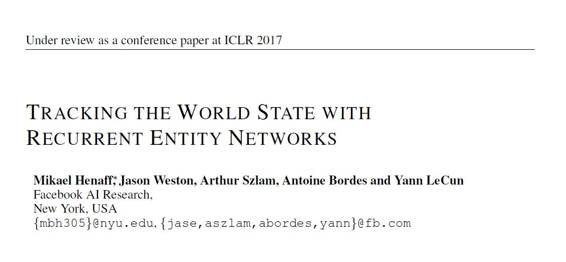 Under review as a conference paper at ICLR 2017
TRACKING THE WORLD STATE WITH
RECURRENT ENTITY NETWORKS
Mikael Henaff*, Jason Weston, Arthur Szlam, Antoine Bordes and Yann LeCun
Facebook AI Research,
New York, USA
{mbh305}@nyu.edu, {jase,aszlam,abordes,yann}@fb.com